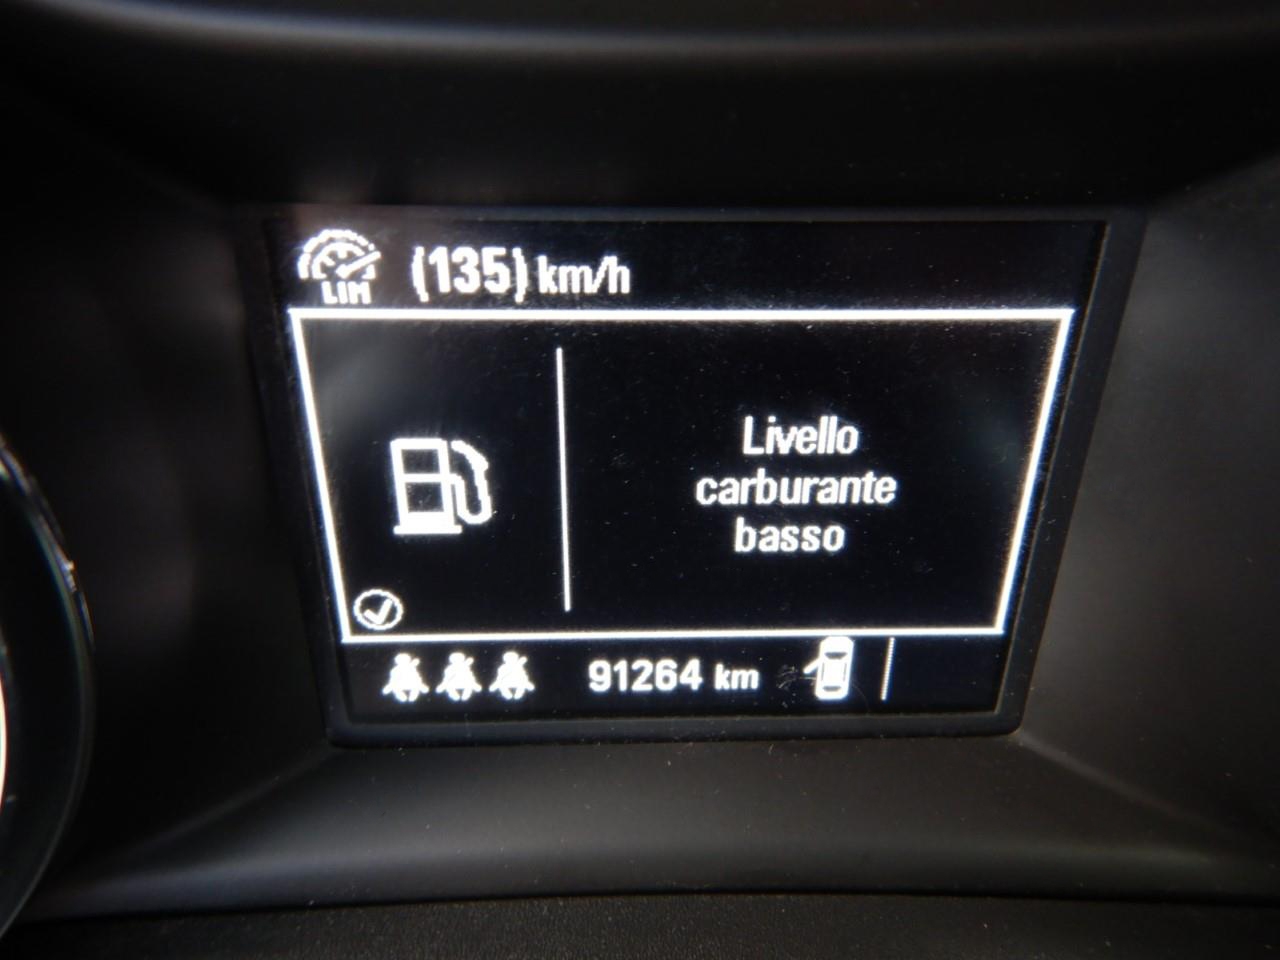 LIM (135) km/h
Livello
carburante
basso
91264 km